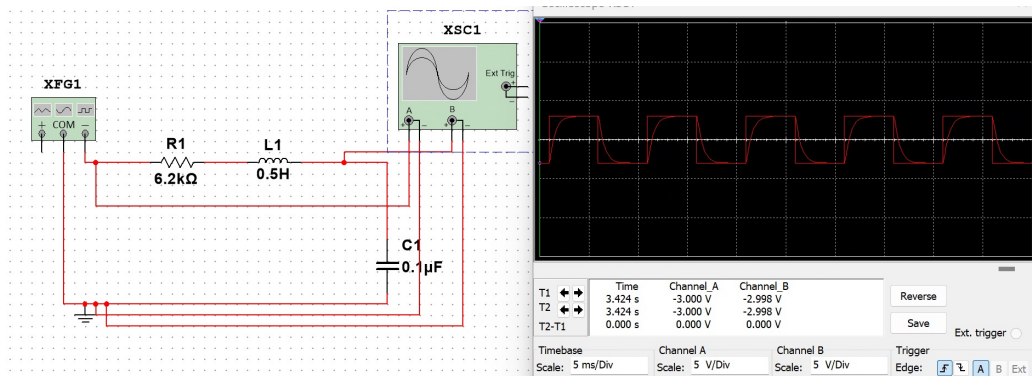 XSC1
Ext Trig
+
-
A
B
+ -
+ -
XFG1
+ COM -
R1
6.2kΩ
L1
0.5H
C1
0.1µF
Time Channel_A Channel_B
T1 3.424 s -3.000 V -2.998 V
T2 3.424 s -3.000 V -2.998 V
T2-T1 0.000 s 0.000 V 0.000 V
Reverse
Save
Ext. trigger
Timebase
Scale: 5 ms/Div
Channel A
Scale: 5 V/Div
Channel B
Scale: 5 V/Div
Trigger
Edge: A B Ext